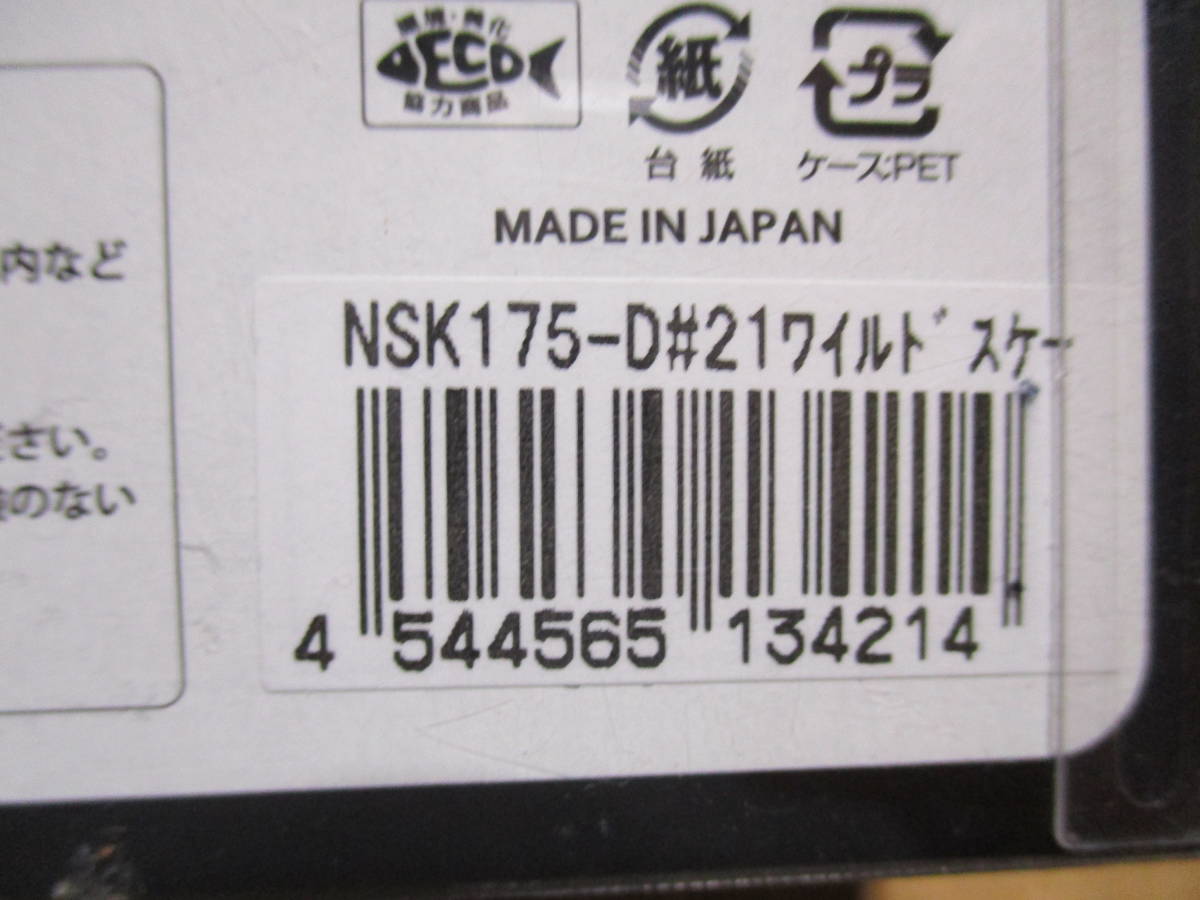 環境・興化
ECO
協力商品
紙
プラ
台紙
ケース:PET
MADE IN JAPAN
内など
ださい。
のない
NSK175-D#21ﾜｲﾙﾄﾞｽｹｰ
4 544565 134214